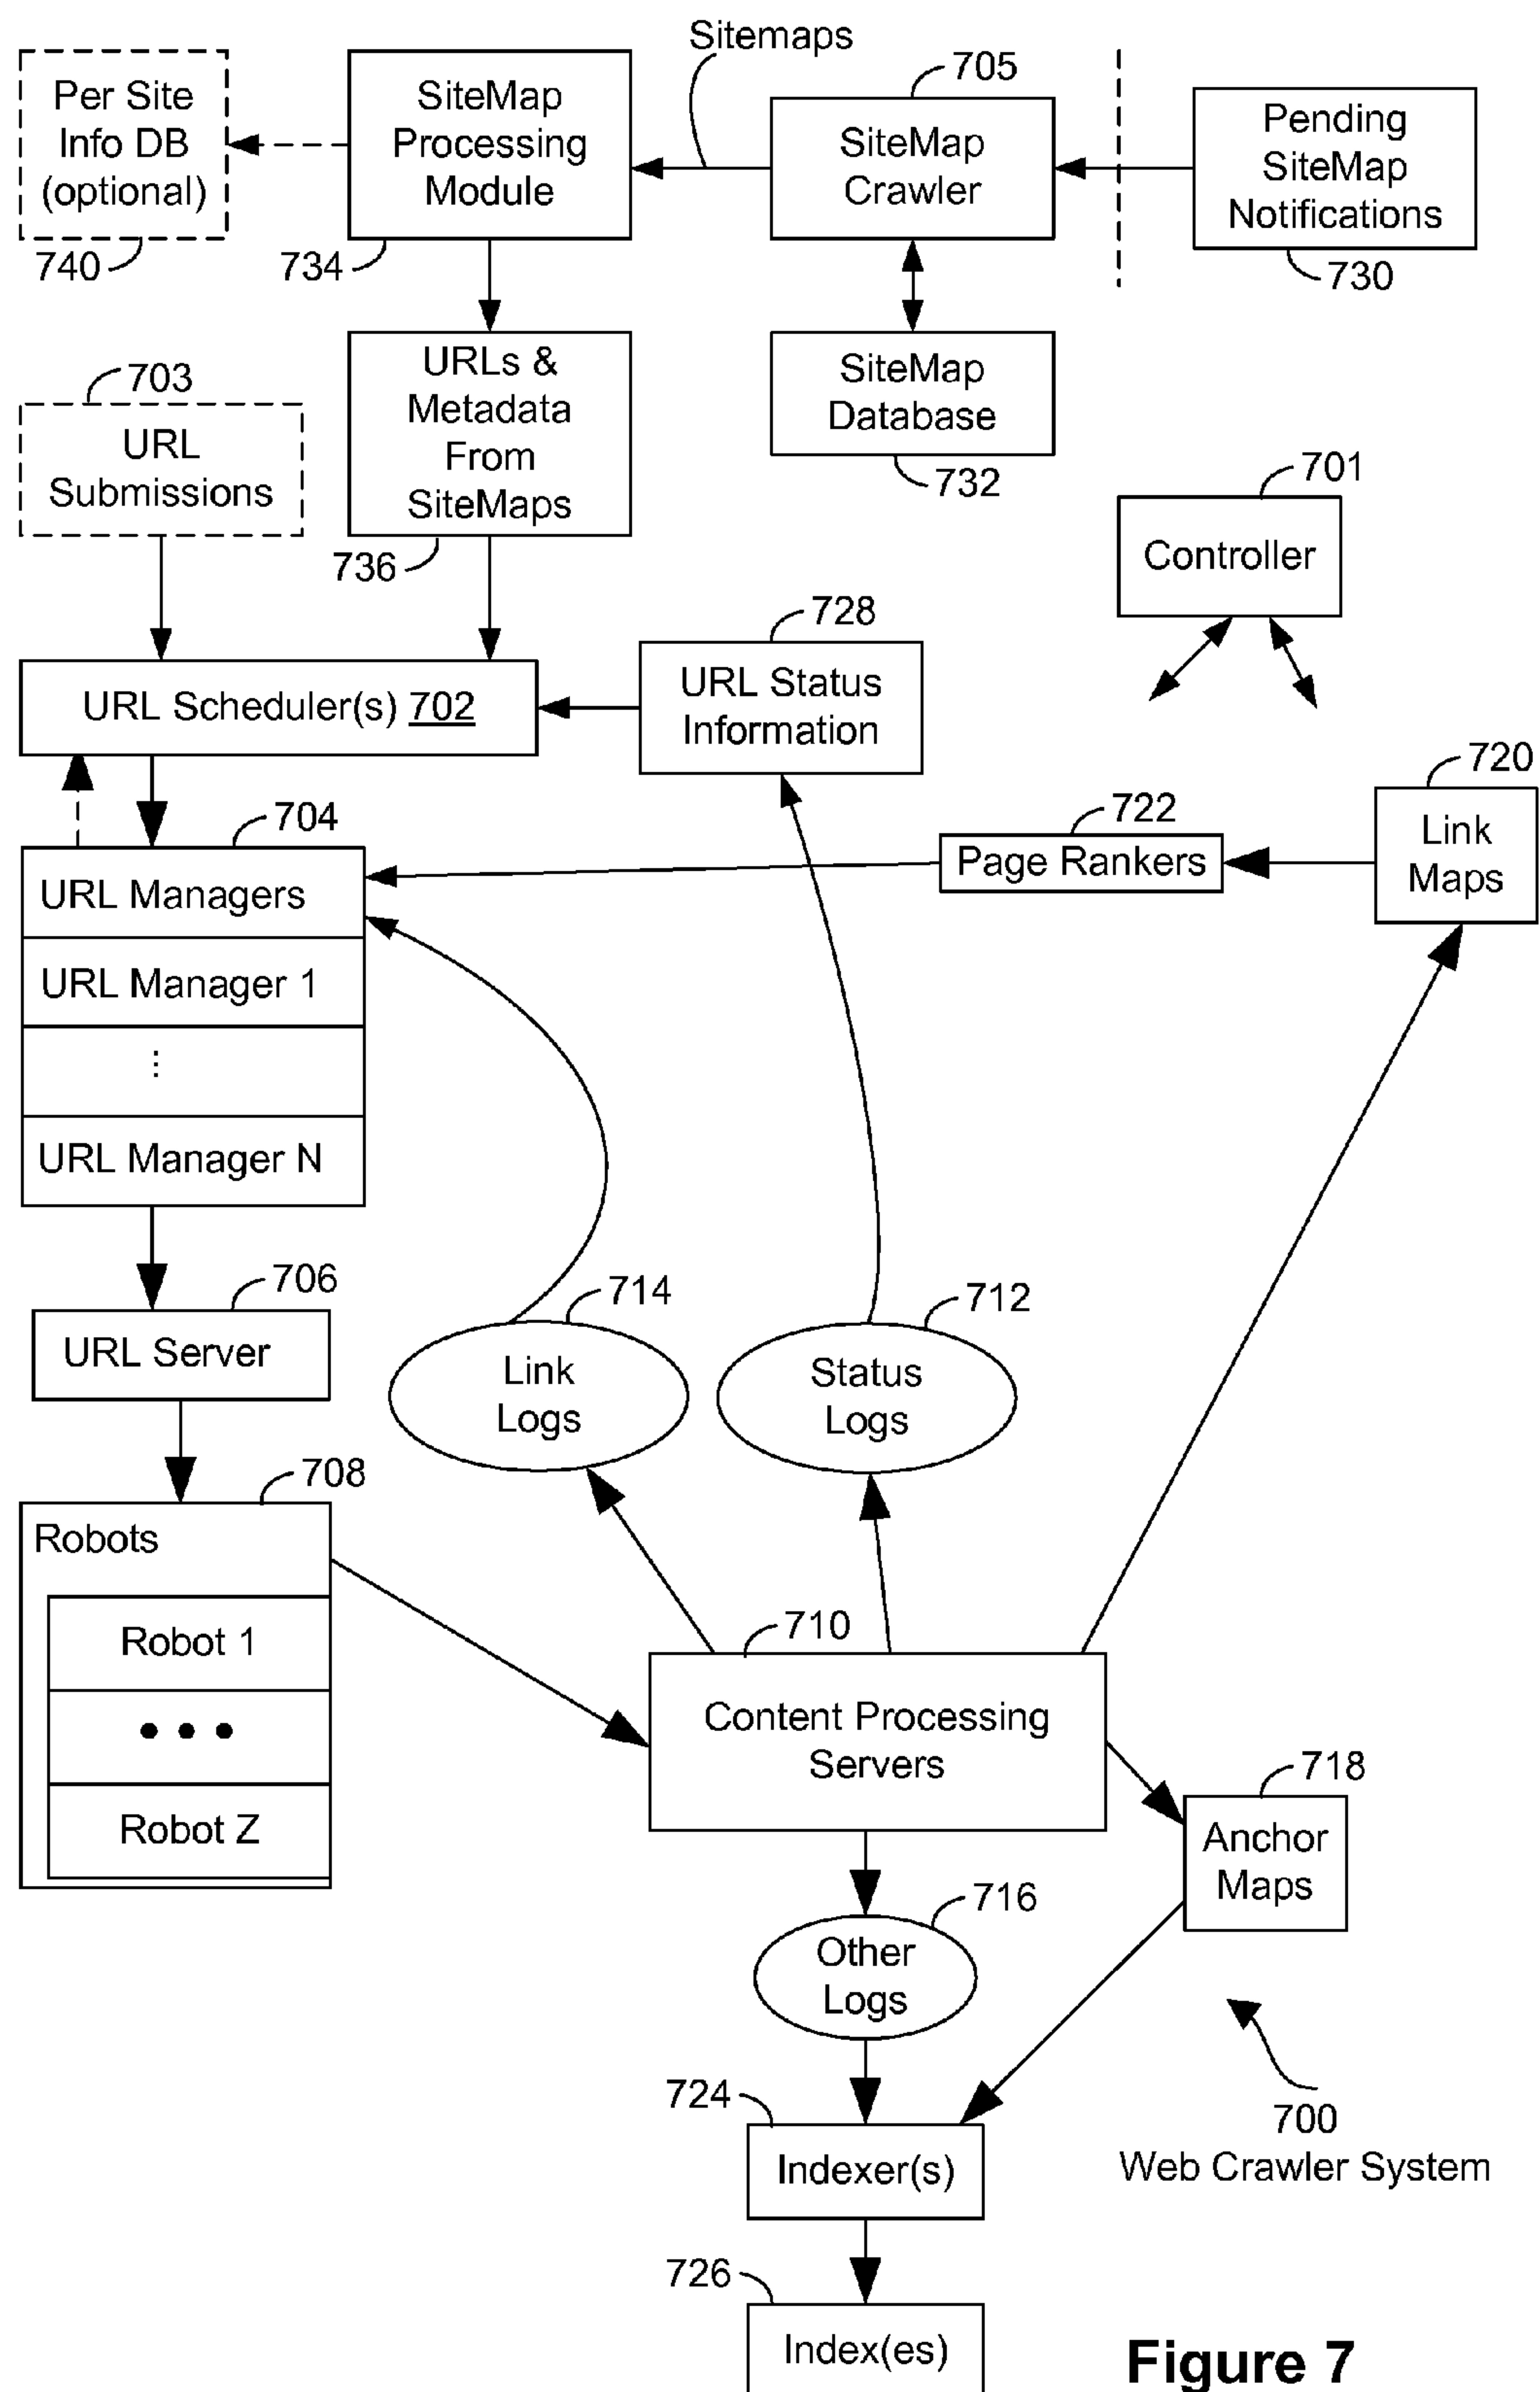 Sitemaps
Per Site
Info DB
(optional)
740
SiteMap
Processing
Module
734
705
SiteMap
Crawler
Pending
SiteMap
Notifications
730
703
URL
Submissions
URLs &
Metadata
From
SiteMaps
736
SiteMap
Database
732
701
Controller
728
URL Status
Information
URL Scheduler(s) 702
720
Link
Maps
722
Page Rankers
704
URL Managers
URL Manager 1
⋮
URL Manager N
706
URL Server
714
Link
Logs
712
Status
Logs
708
Robots
Robot 1
• • •
Robot Z
710
Content Processing
Servers
718
Anchor
Maps
716
Other
Logs
724
Indexer(s)
700
Web Crawler System
726
Index(es)
Figure 7